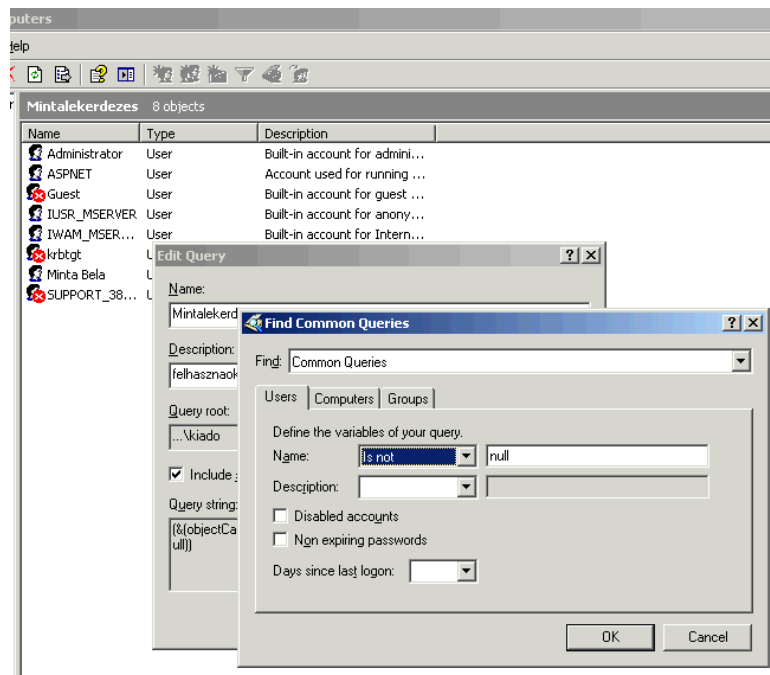 puters
Help
Mintalekerdezes 8 objects
Name Type Description
Administrator User Built-in account for admini...
ASPNET User Account used for running ...
Guest User Built-in account for guest ...
IUSR_MSERVER User Built-in account for anony...
IWAM_MSER... User Built-in account for Intern...
krbtgt U
Minta Bela U
SUPPORT_38... U
Edit Query
Name:
Mintalekerd
Description:
felhasznaok
Query root:
...\kiado
Include s
Query string:
(&(objectCa
ull))
Find Common Queries
Find: Common Queries
Users Computers Groups
Define the variables of your query.
Name: Is not null
Description:
Disabled accounts
Non expiring passwords
Days since last logon:
OK Cancel